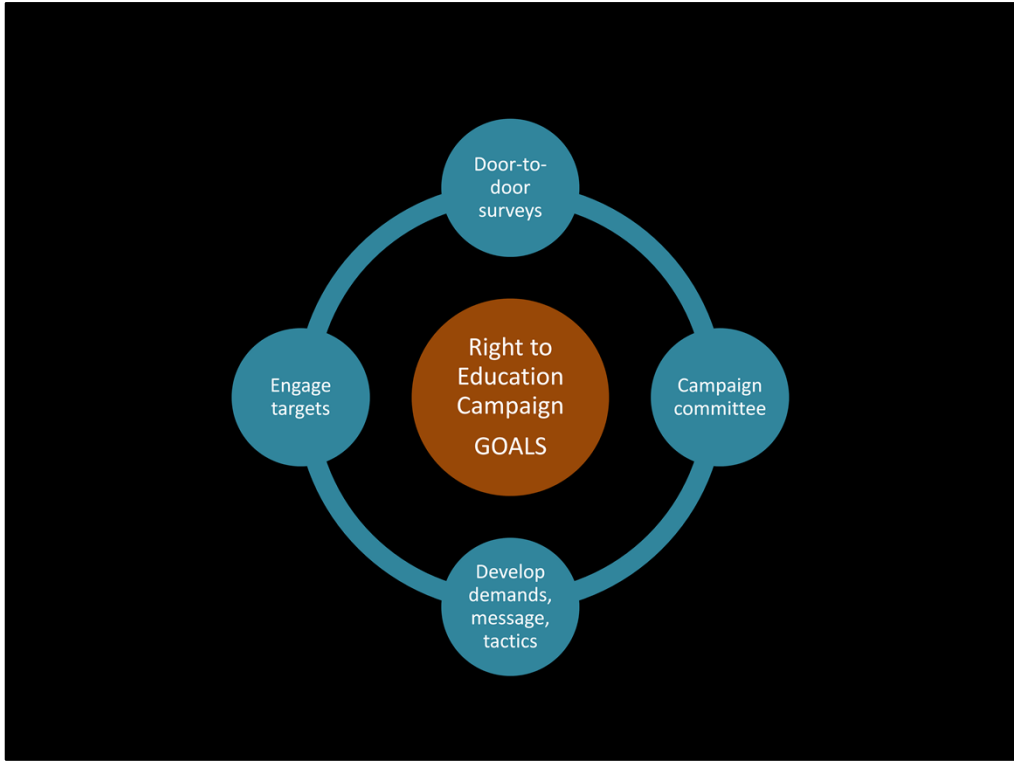 Door-to-
door
surveys
Right to
Education
Campaign
GOALS
Engage
targets
Campaign
committee
Develop
demands,
message,
tactics